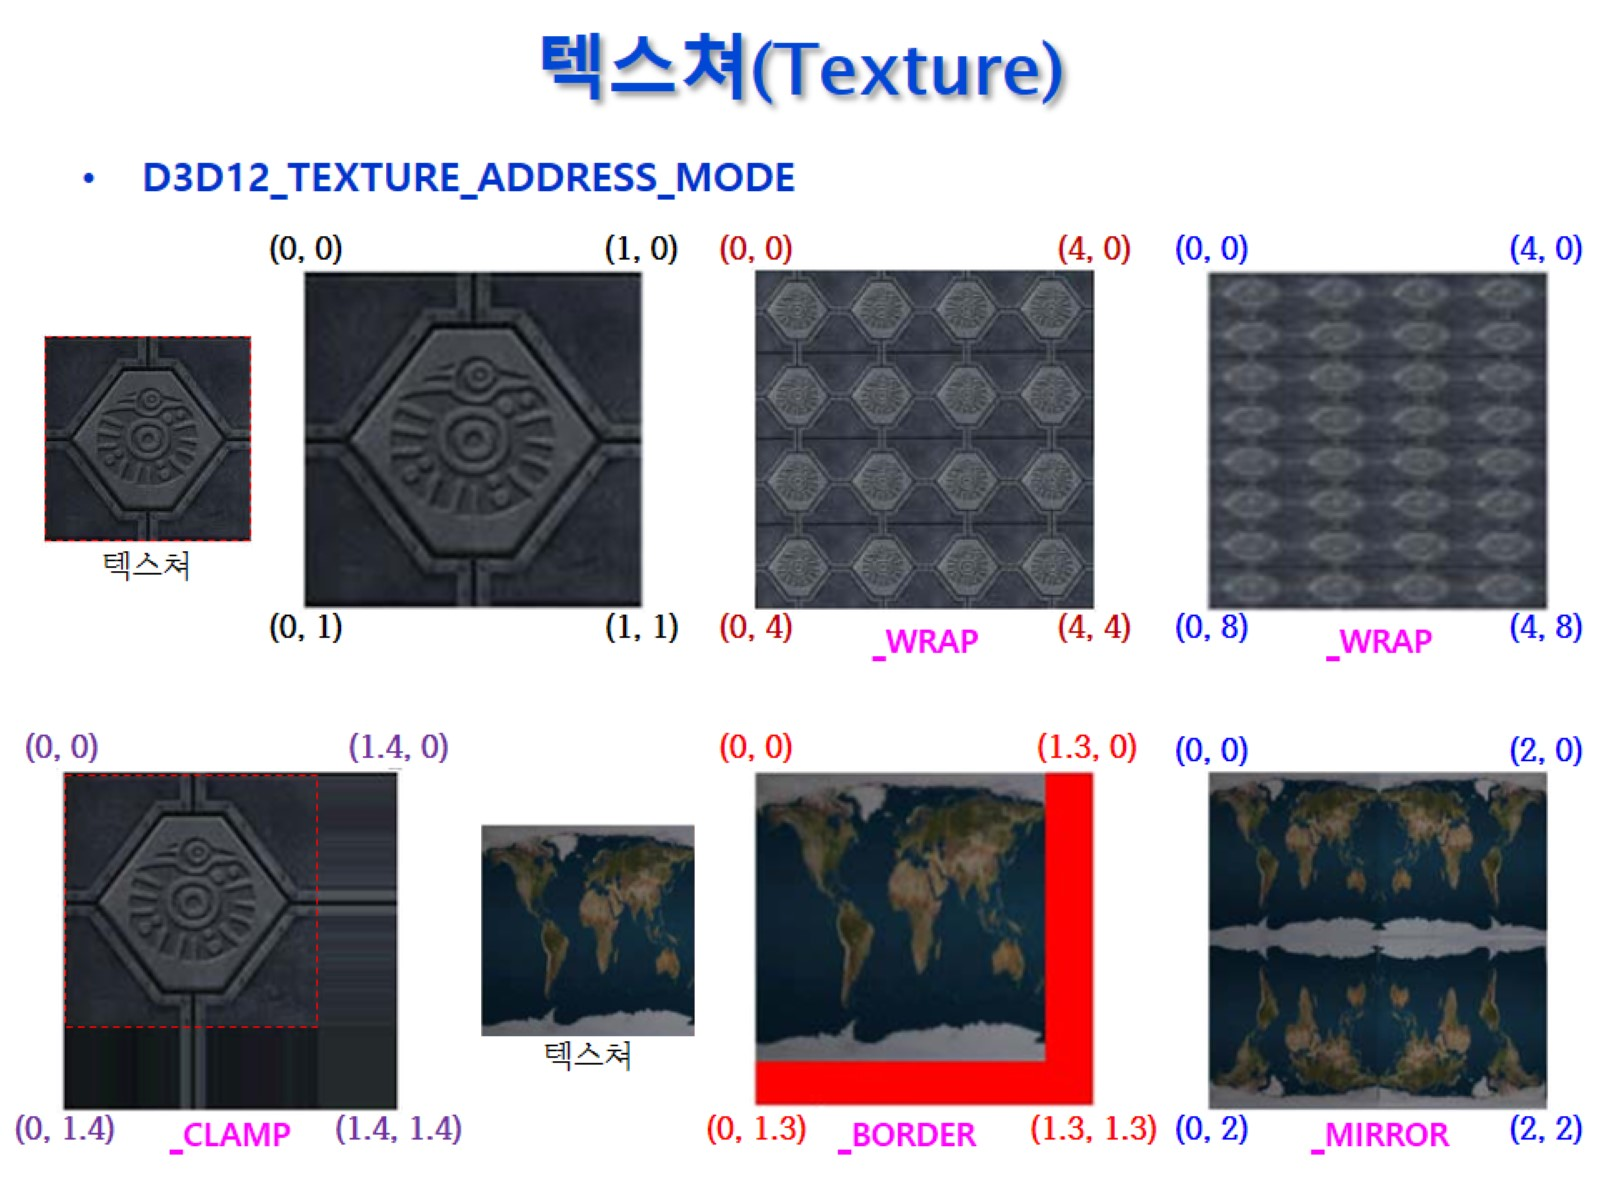 텍스쳐(Texture)
• D3D12_TEXTURE_ADDRESS_MODE
(0, 0) (1, 0) (0, 0) (4, 0) (0, 0) (4, 0)
텍스쳐
(0, 1) (1, 1) (0, 4) _WRAP (4, 4) (0, 8) _WRAP (4, 8)
(0, 0) (1.4, 0) (0, 0) (1.3, 0) (0, 0) (2, 0)
텍스쳐
(0, 1.4) _CLAMP (1.4, 1.4) (0, 1.3) _BORDER (1.3, 1.3) (0, 2) _MIRROR (2, 2)